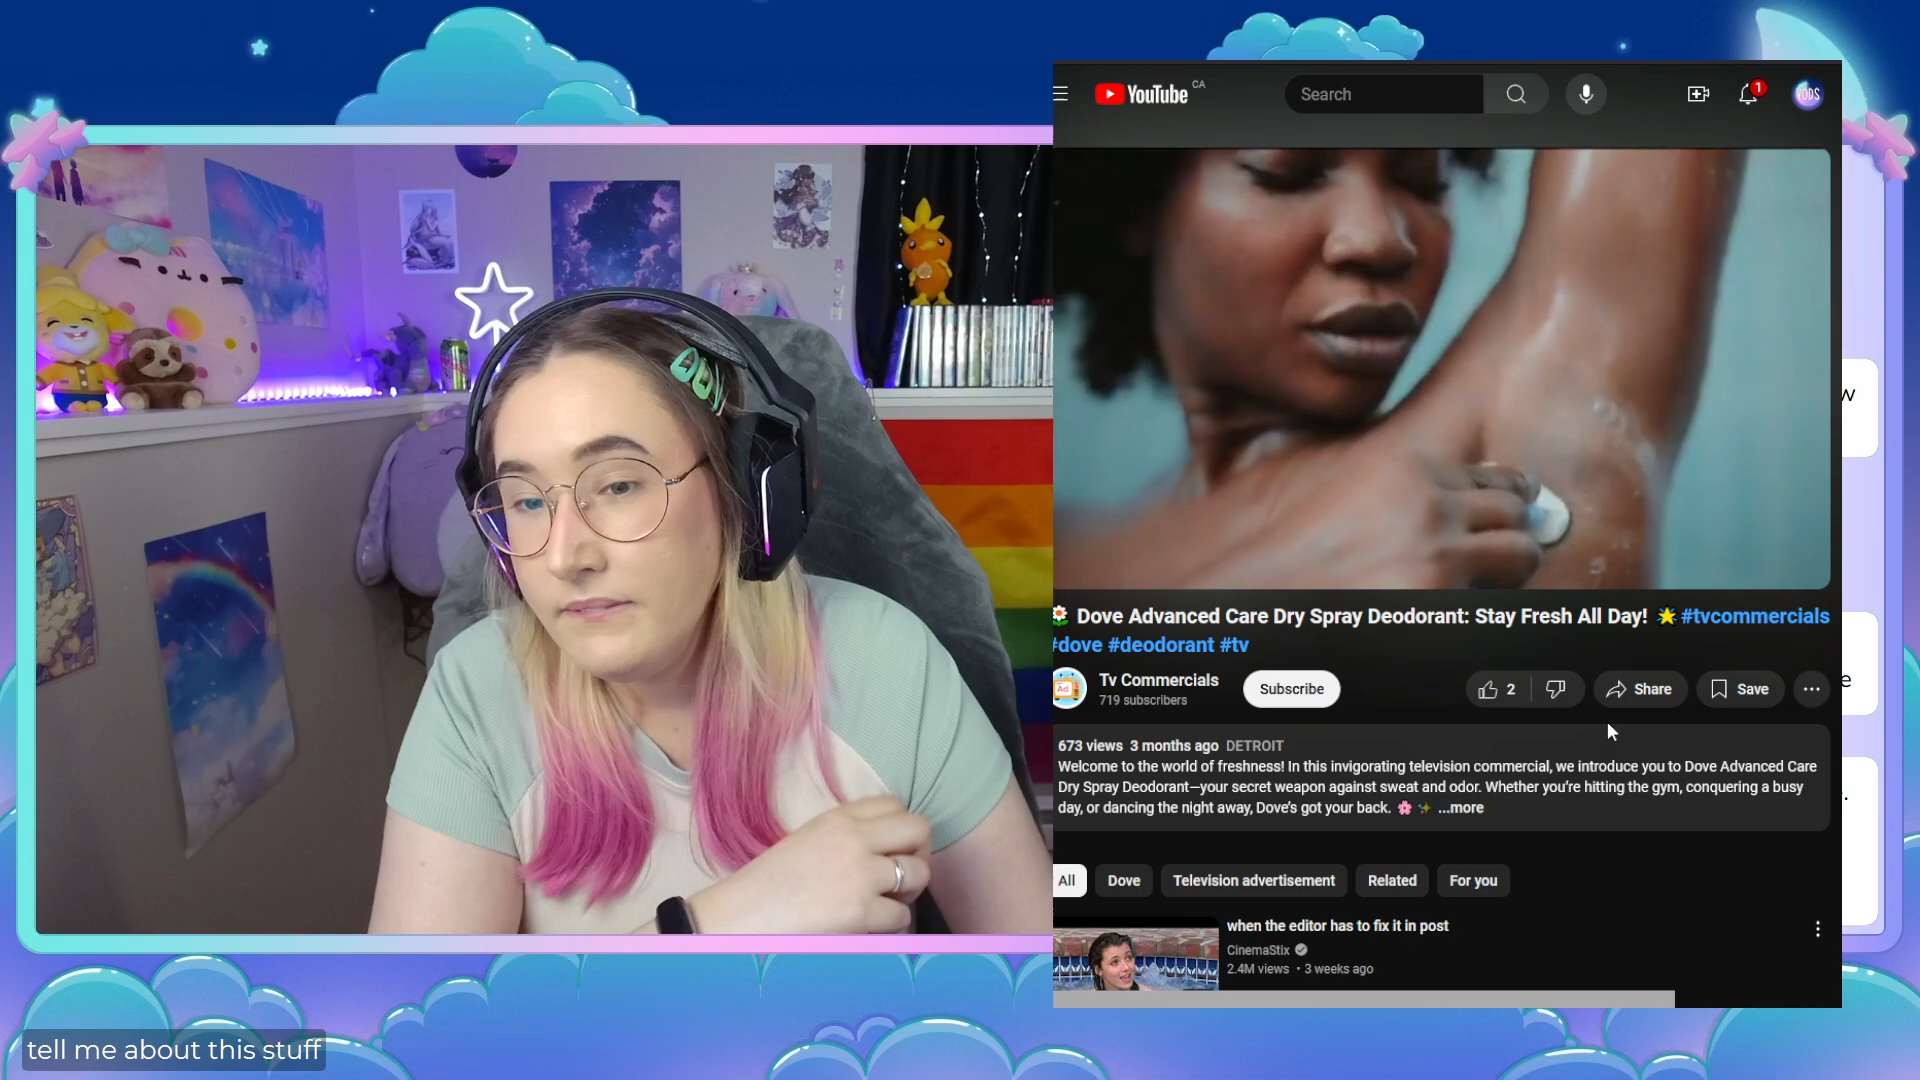 YouTube CA
Search
1
VODS
Dove Advanced Care Dry Spray Deodorant: Stay Fresh All Day! #tvcommercials
#dove #deodorant #tv
Ad
Tv Commercials
719 subscribers
Subscribe
2
Share
Save
673 views 3 months ago DETROIT
Welcome to the world of freshness! In this invigorating television commercial, we introduce you to Dove Advanced Care
Dry Spray Deodorant—your secret weapon against sweat and odor. Whether you're hitting the gym, conquering a busy
day, or dancing the night away, Dove's got your back. ...more
All
Dove
Television advertisement
Related
For you
when the editor has to fix it in post
CinemaStix
2.4M views • 3 weeks ago
w
e
.
tell me about this stuff